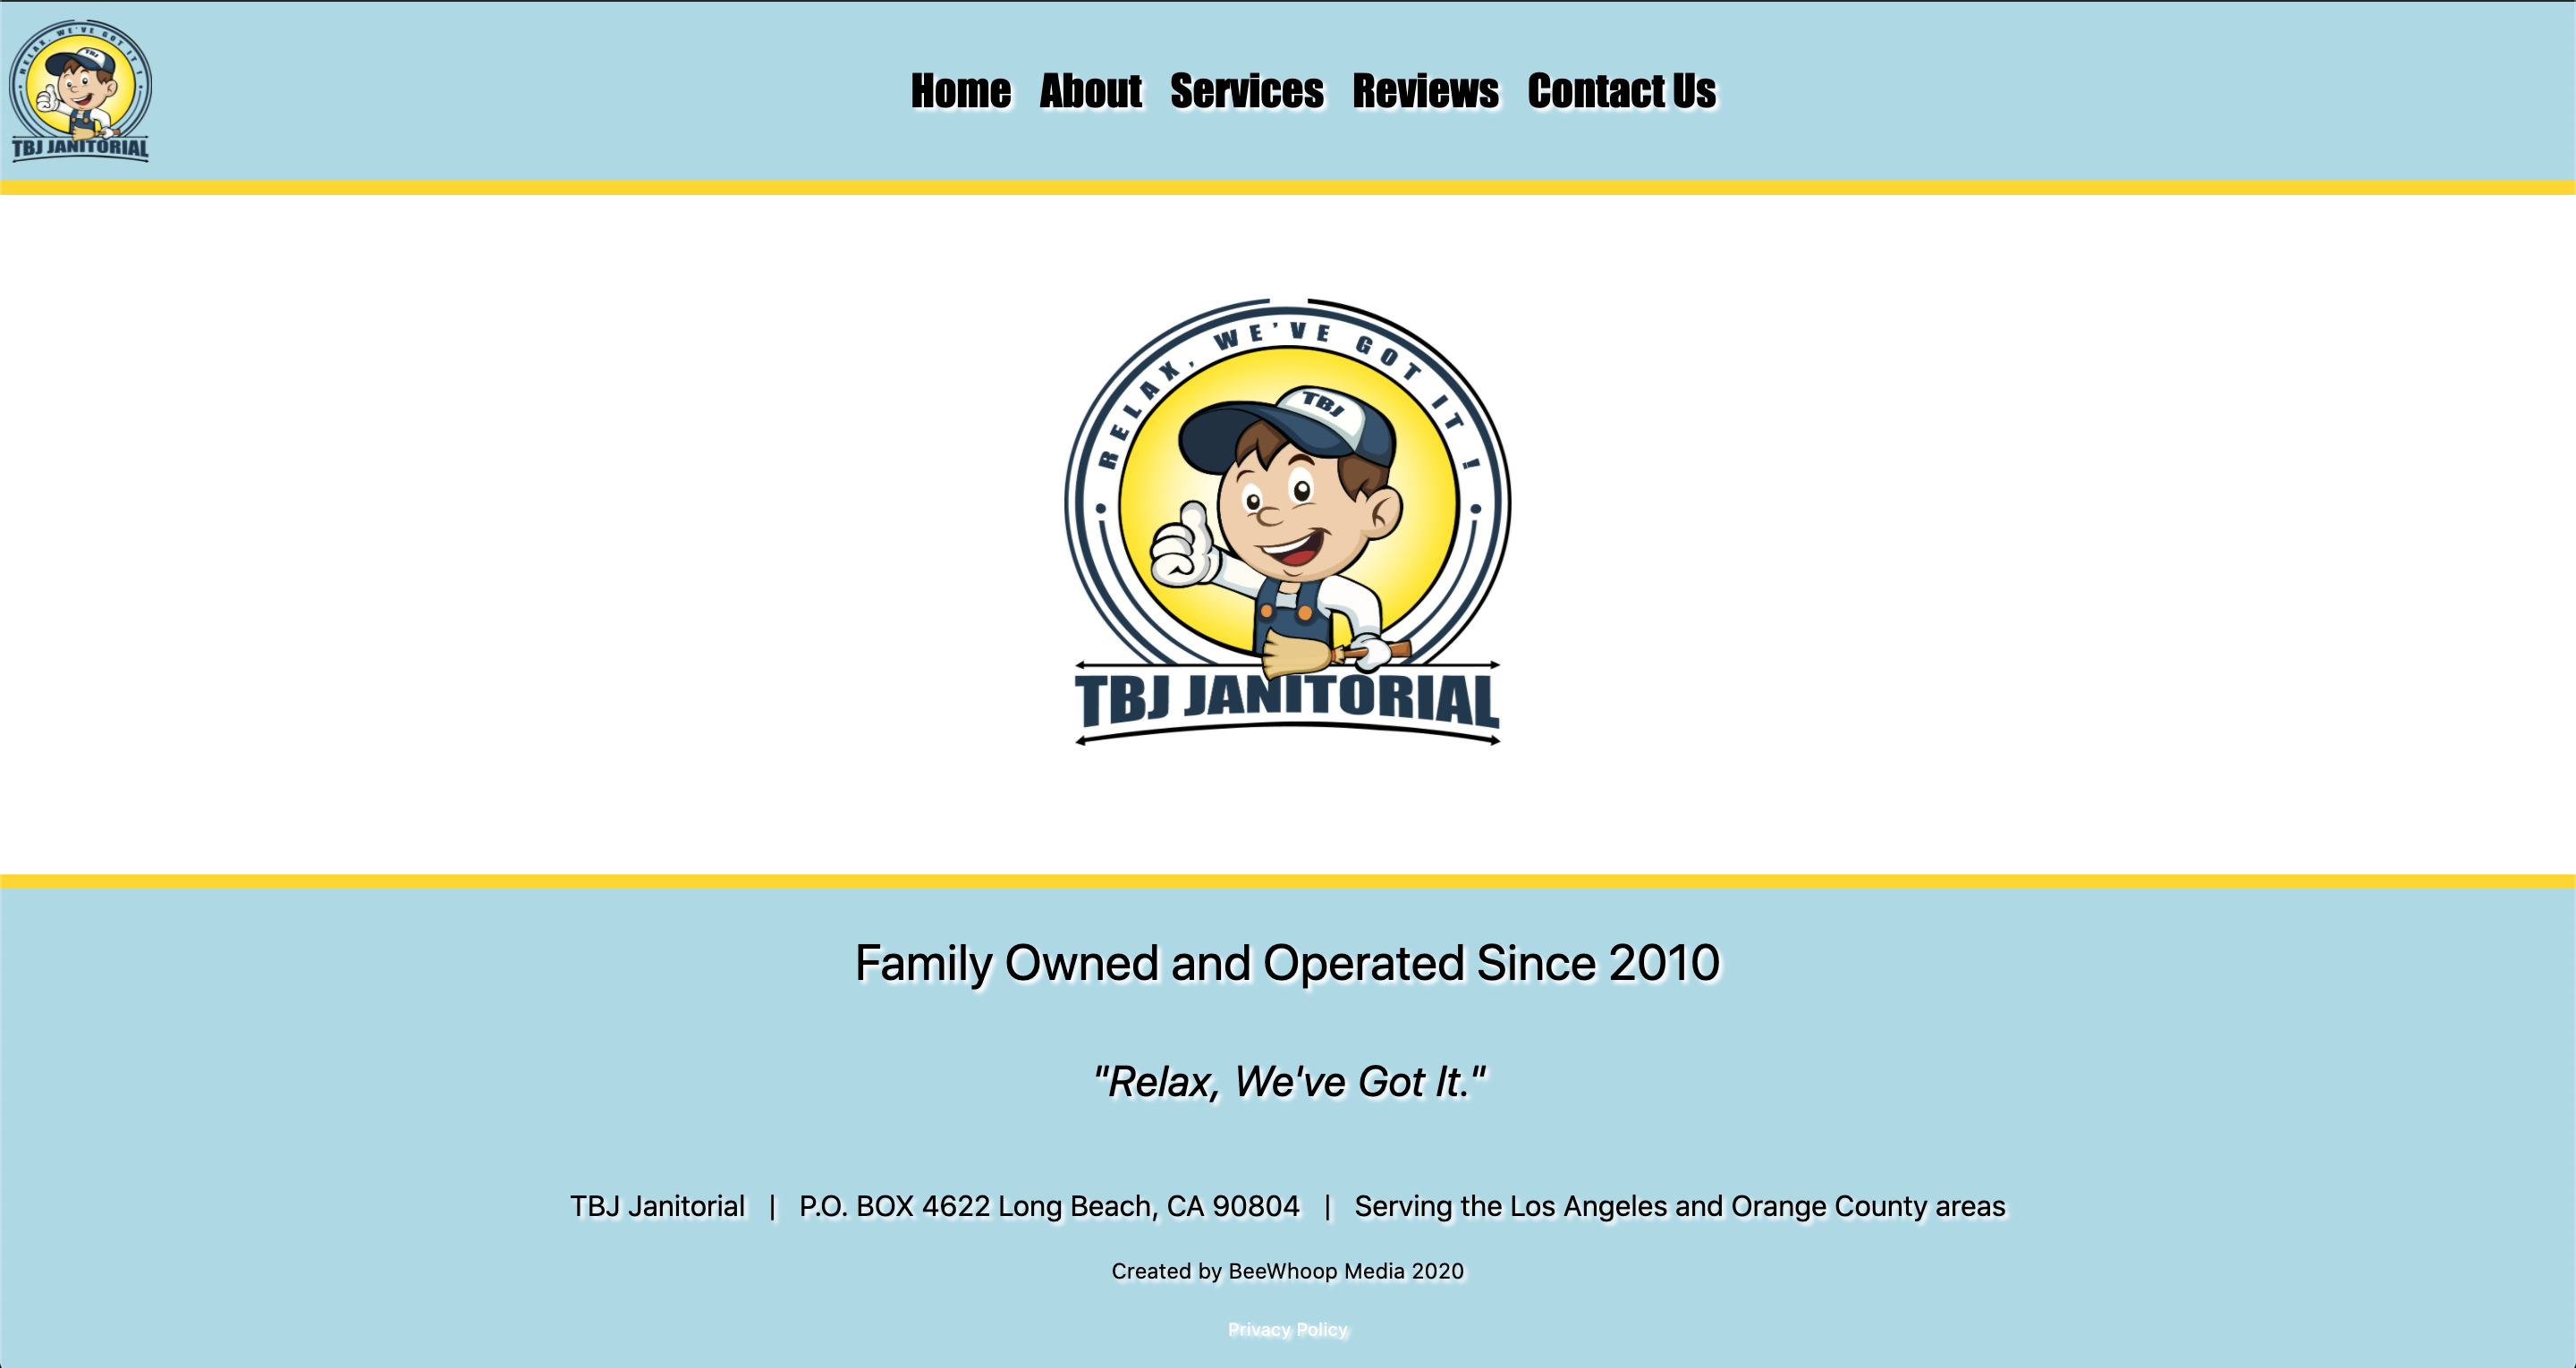 RELAX, WE'VE GOT IT!
TBJ
TBJ JANITORIAL
Home About Services Reviews Contact Us
RELAX, WE'VE GOT IT!
TBJ
TBJ JANITORIAL
Family Owned and Operated Since 2010
"Relax, We've Got It."
TBJ Janitorial | P.O. BOX 4622 Long Beach, CA 90804 | Serving the Los Angeles and Orange County areas
Created by BeeWhoop Media 2020
Privacy Policy